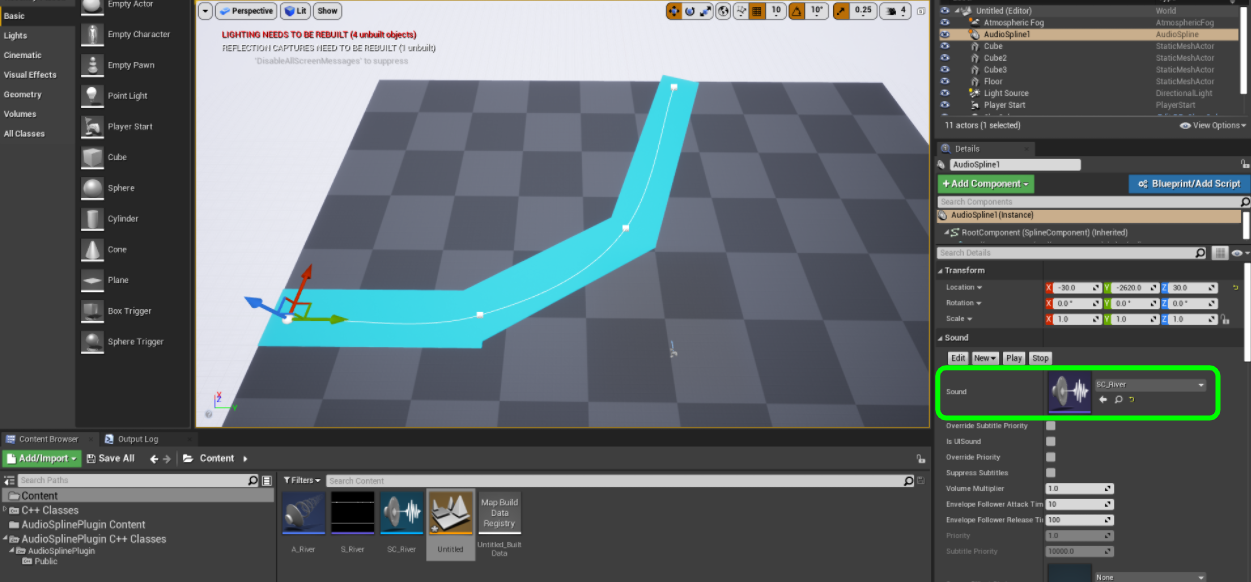 Basic
Lights
Cinematic
Visual Effects
Geometry
Volumes
All Classes
Empty Actor
Empty Character
Empty Pawn
Point Light
Player Start
Cube
Sphere
Cylinder
Cone
Plane
Box Trigger
Sphere Trigger
Perspective Lit Show
10 10° 0.25 4
LIGHTING NEEDS TO BE REBUILT (4 unbuilt objects)
REFLECTION CAPTURES NEED TO BE REBUILT (1 unbuilt)
'DisableAllScreenMessages' to suppress
X
Z
Y
Untitled (Editor) World
Atmospheric Fog AtmosphericFog
AudioSpline1 AudioSpline
Cube StaticMeshActor
Cube2 StaticMeshActor
Cube3 StaticMeshActor
Floor StaticMeshActor
Light Source DirectionalLight
Player Start PlayerStart
11 actors (1 selected) View Options
Details
AudioSpline1
+Add Component Blueprint/Add Script
Search Components
AudioSpline1(Instance)
RootComponent (SplineComponent) (Inherited)
Search Details
Transform
Location X -30.0 Y -2620.0 Z 30.0
Rotation X 0.0 ° Y 0.0 ° Z 0.0 °
Scale X 1.0 Y 1.0 Z 1.0
Sound
Edit New Play Stop
Sound SC_River
Override Subtitle Priority
Is UISound
Override Priority
Suppress Subtitles
Volume Multiplier 1.0
Envelope Follower Attack Tim 10
Envelope Follower Release Ti 100
Priority 1.0
Subtitle Priority 10000.0
None
Content Browser Output Log
Add/Import Save All Content
Search Paths
Content
C++ Classes
AudioSplinePlugin Content
AudioSplinePlugin C++ Classes
AudioSplinePlugin
Public
Filters Search Content
A_River
S_River
SC_River
Untitled
Map Build
Data
Registry
Untitled_Built
Data